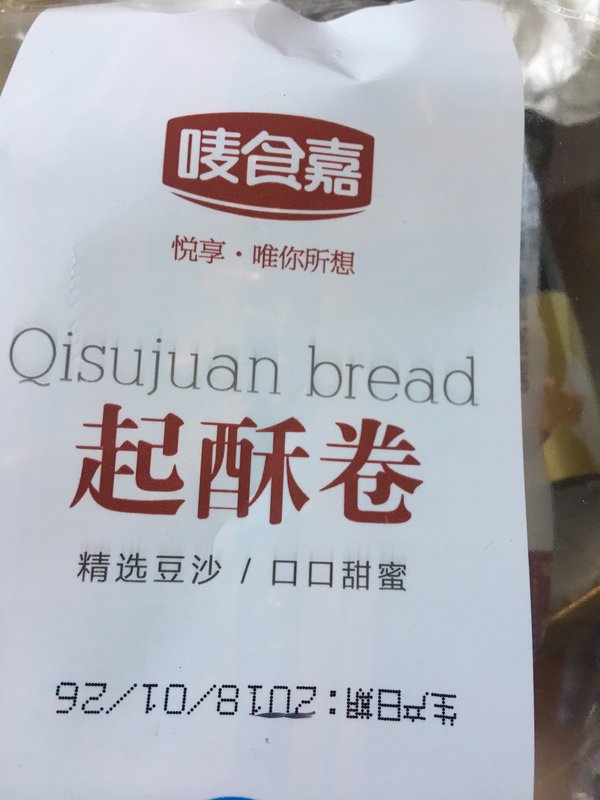 唛食嘉
悦享·唯你所想
Qisujuan bread
起酥卷
精选豆沙 / 口口甜蜜
生产日期:2018/01/26